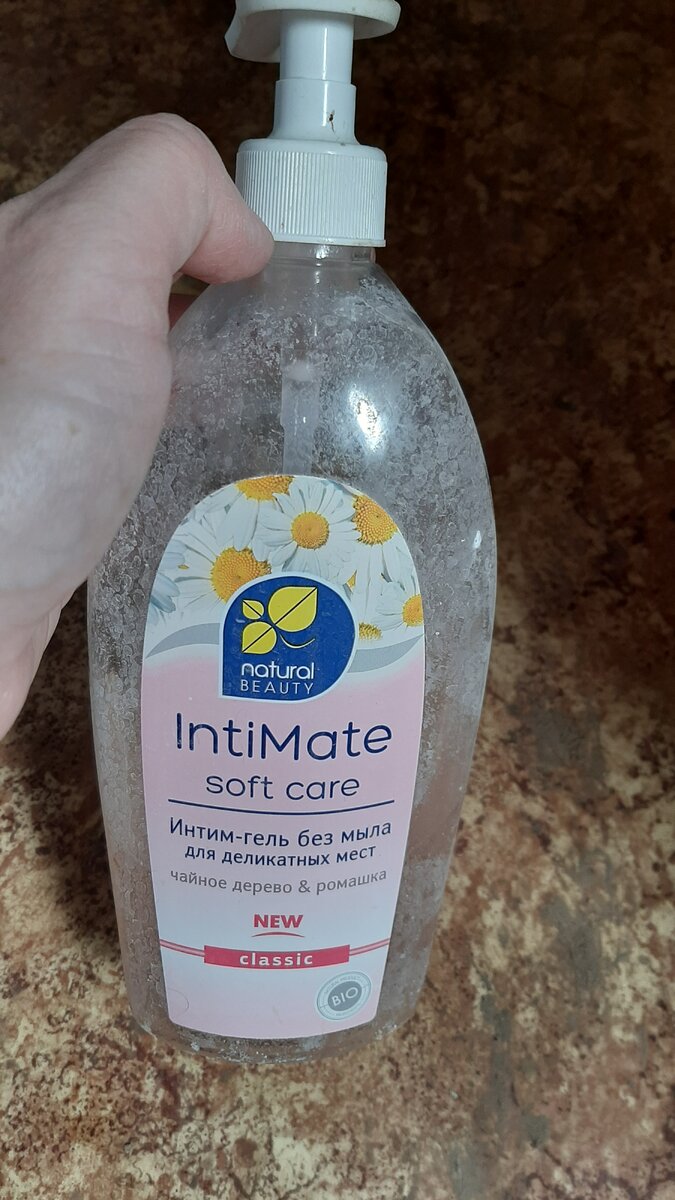 natural
BEAUTY
IntiMate
soft care
Интим-гель без мыла
для деликатных мест
чайное дерево & ромашка
NEW
classic
BIO